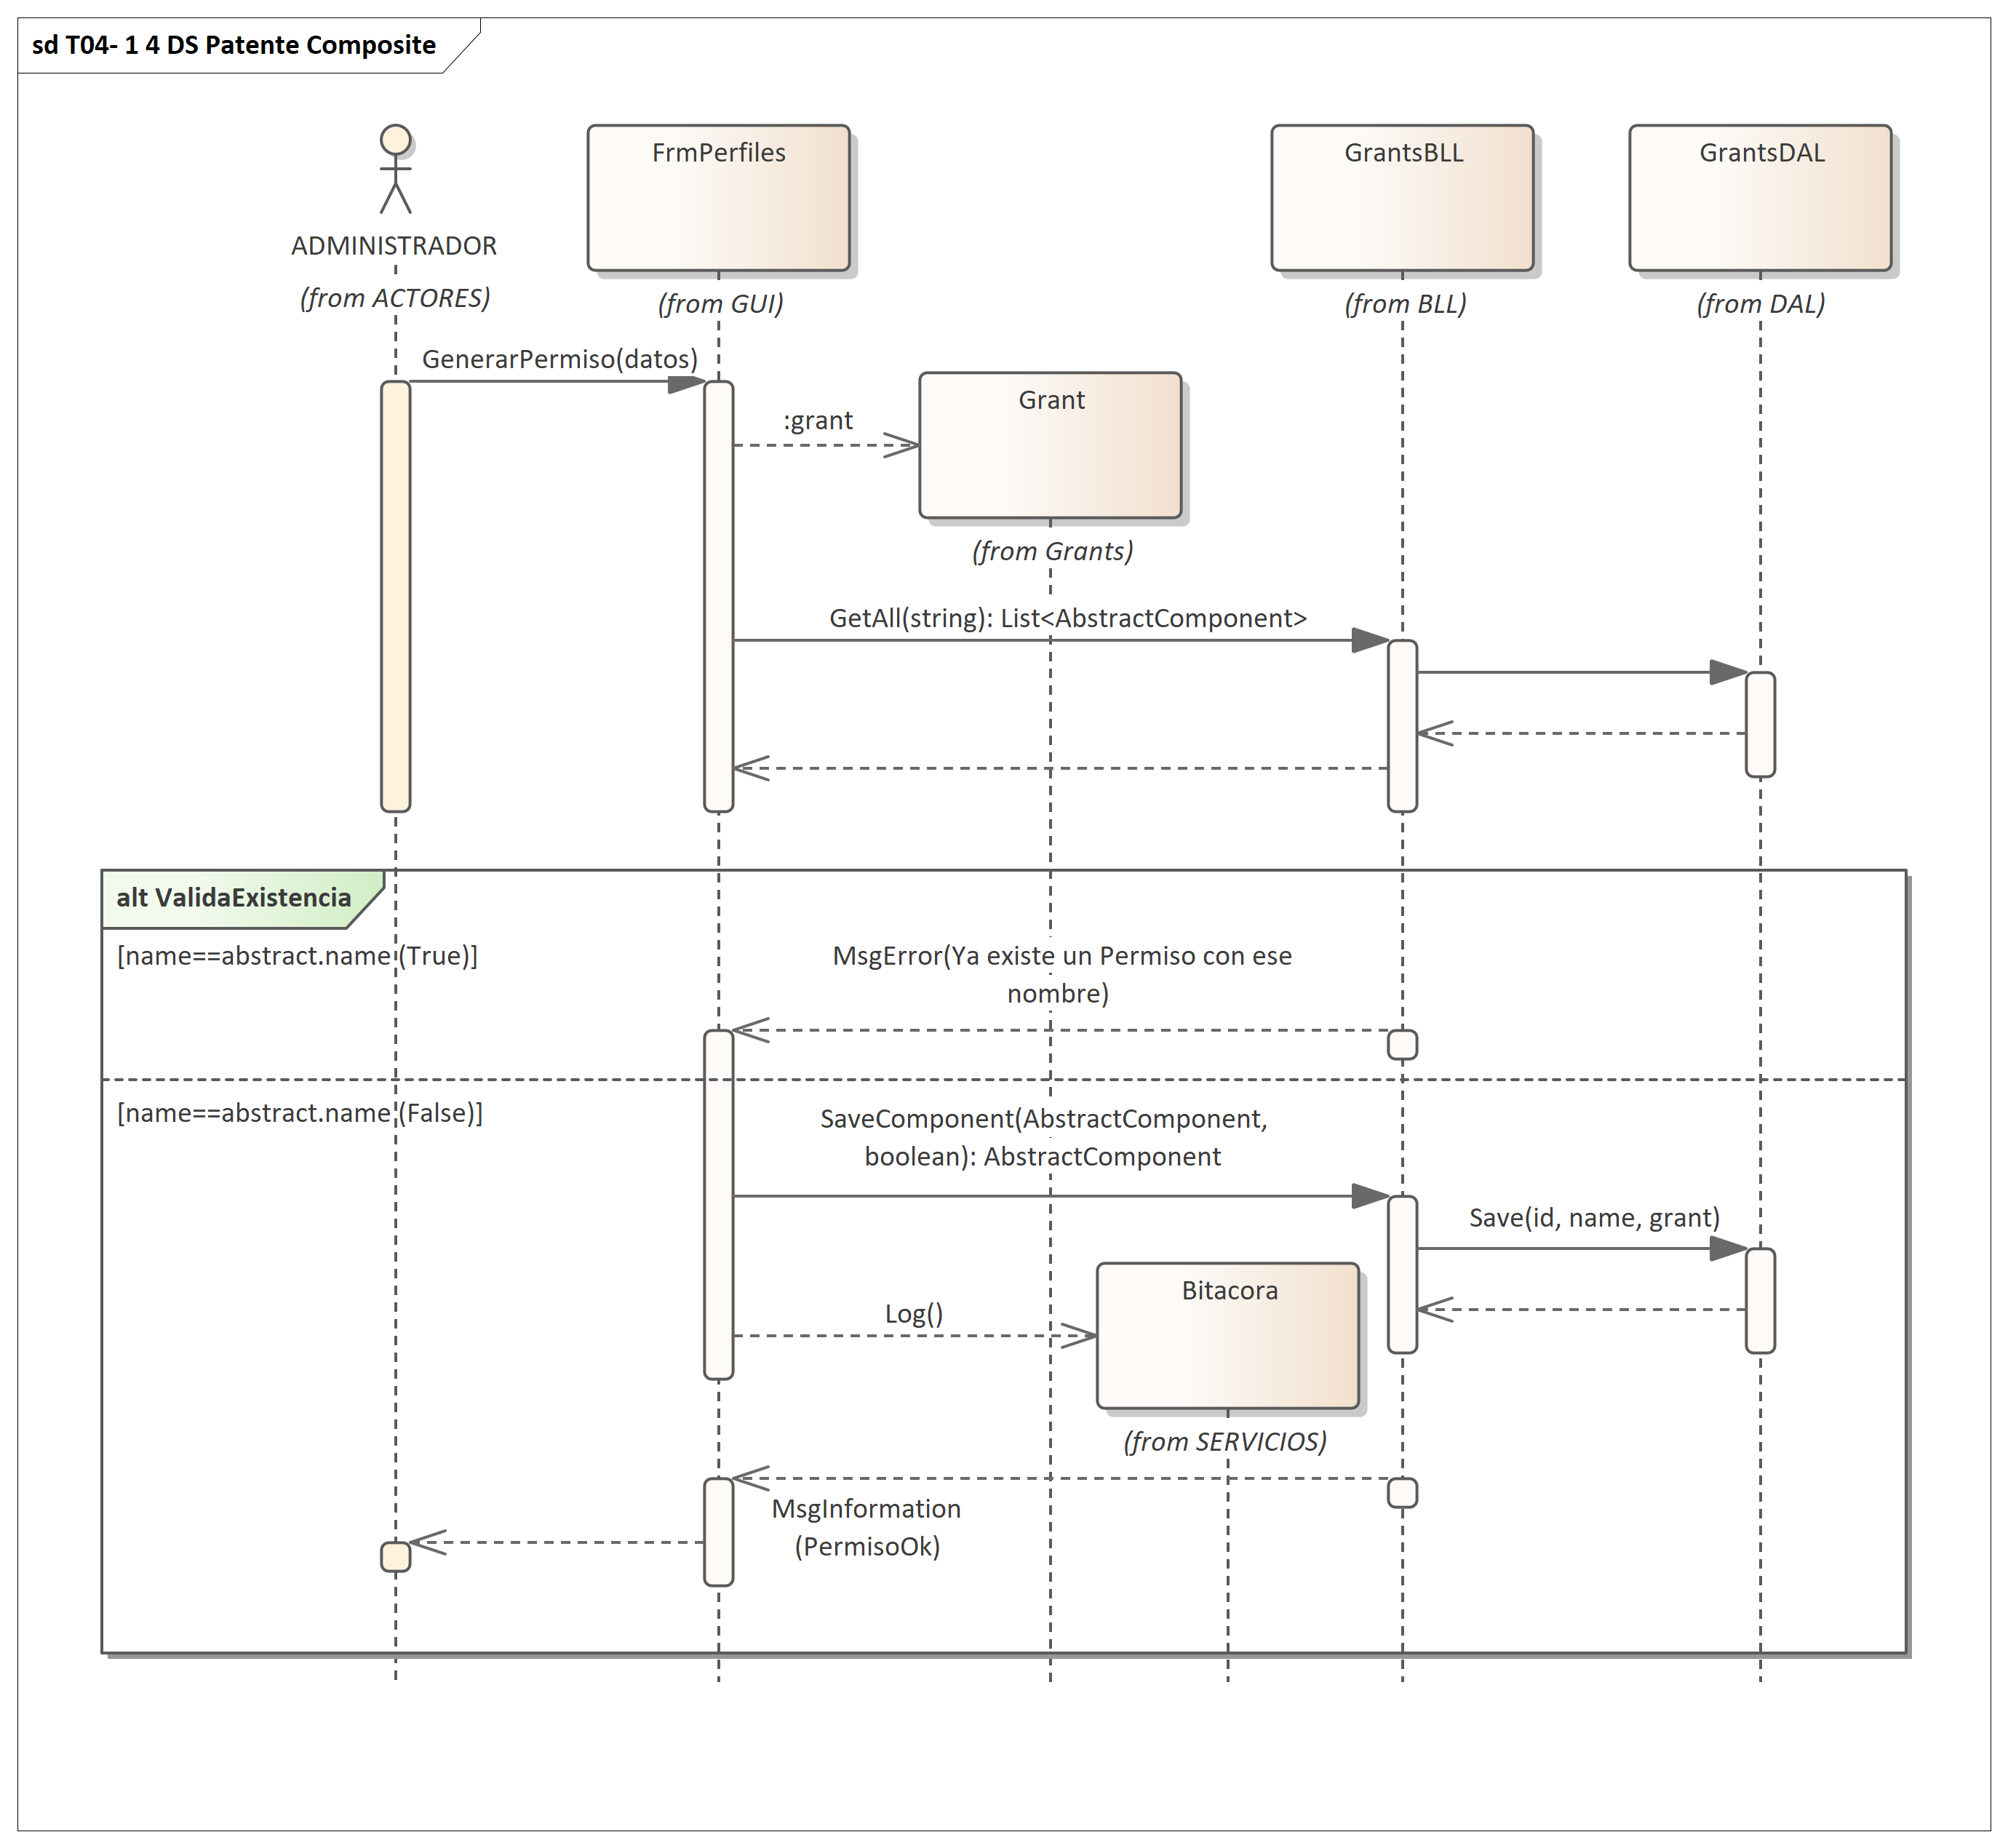 sd T04- 1 4 DS Patente Composite
ADMINISTRADOR
(from ACTORES)
FrmPerfiles
(from GUI)
GrantsBLL
(from BLL)
GrantsDAL
(from DAL)
GenerarPermiso(datos)
:grant
Grant
(from Grants)
GetAll(string): List<AbstractComponent>
alt ValidaExistencia
[name==abstract.name (True)]
MsgError(Ya existe un Permiso con ese
nombre)
[name==abstract.name (False)]
SaveComponent(AbstractComponent,
boolean): AbstractComponent
Save(id, name, grant)
Bitacora
Log()
(from SERVICIOS)
MsgInformation
(PermisoOk)